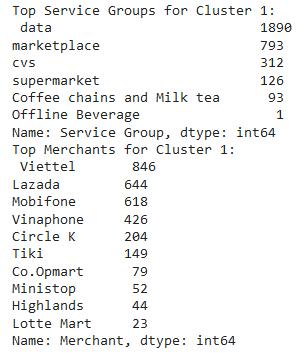 Top Service Groups for Cluster 1:
data 1890
marketplace 793
cvs 312
supermarket 126
Coffee chains and Milk tea 93
Offline Beverage 1
Name: Service Group, dtype: int64
Top Merchants for Cluster 1:
Viettel 846
Lazada 644
Mobifone 618
Vinaphone 426
Circle K 204
Tiki 149
Co.Opmart 79
Ministop 52
Highlands 44
Lotte Mart 23
Name: Merchant, dtype: int64